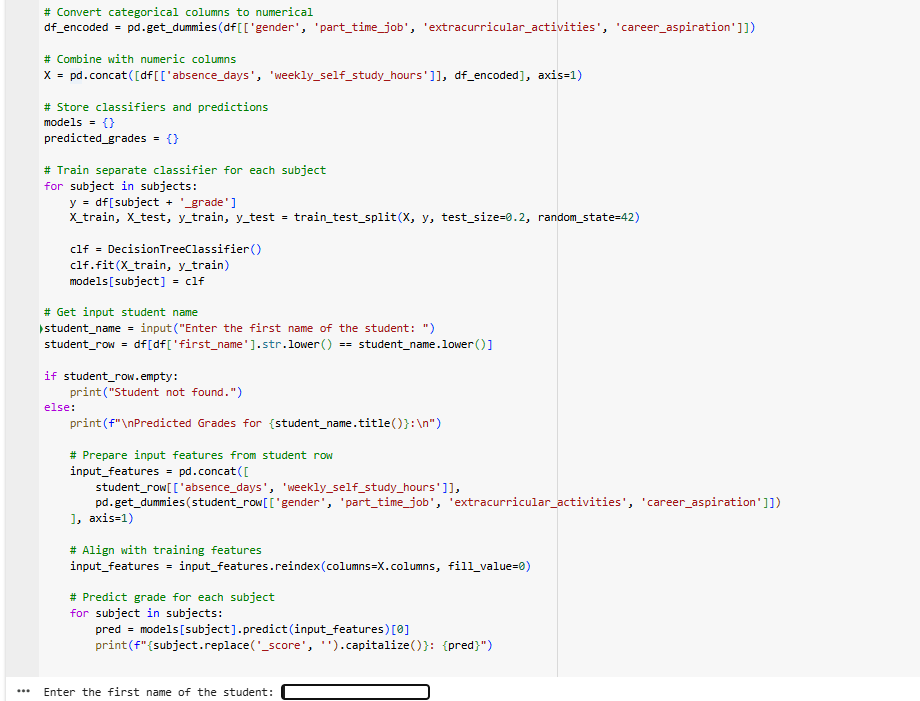 # Convert categorical columns to numerical
df_encoded = pd.get_dummies(df[['gender', 'part_time_job', 'extracurricular_activities', 'career_aspiration']])
# Combine with numeric columns
X = pd.concat([df[['absence_days', 'weekly_self_study_hours']], df_encoded], axis=1)
# Store classifiers and predictions
models = {}
predicted_grades = {}
# Train separate classifier for each subject
for subject in subjects:
    y = df[subject + '_grade']
    X_train, X_test, y_train, y_test = train_test_split(X, y, test_size=0.2, random_state=42)
    clf = DecisionTreeClassifier()
    clf.fit(X_train, y_train)
    models[subject] = clf
# Get input student name
student_name = input("Enter the first name of the student: ")
student_row = df[df['first_name'].str.lower() == student_name.lower()]
if student_row.empty:
    print("Student not found.")
else:
    print(f"\nPredicted Grades for {student_name.title()}:\n")
    # Prepare input features from student row
    input_features = pd.concat([
        student_row[['absence_days', 'weekly_self_study_hours']],
        pd.get_dummies(student_row[['gender', 'part_time_job', 'extracurricular_activities', 'career_aspiration']])
    ], axis=1)
    # Align with training features
    input_features = input_features.reindex(columns=X.columns, fill_value=0)
    # Predict grade for each subject
    for subject in subjects:
        pred = models[subject].predict(input_features)[0]
        print(f"{subject.replace('_score', '').capitalize()}: {pred}")
... Enter the first name of the student: